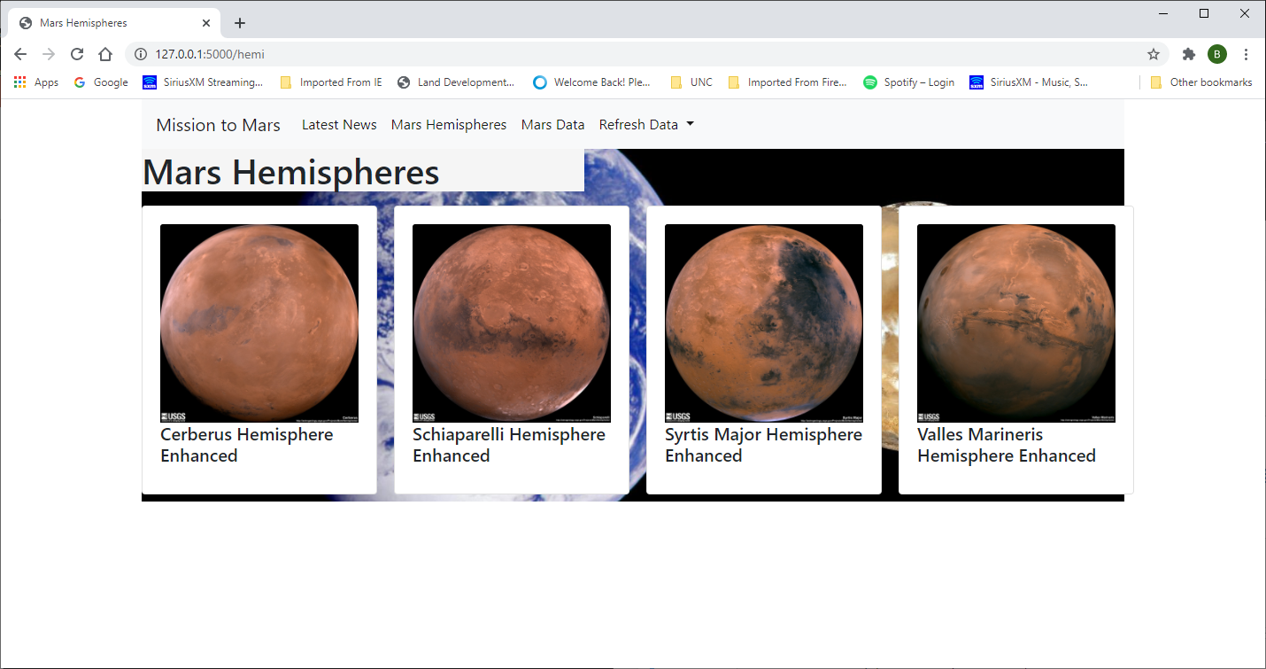 Mars Hemispheres
127.0.0.1:5000/hemi
B
Apps Google SiriusXM Streaming... Imported From IE Land Development... Welcome Back! Ple... UNC Imported From Fire... Spotify – Login SiriusXM - Music, S... Other bookmarks
Mission to Mars Latest News Mars Hemispheres Mars Data Refresh Data
Mars Hemispheres
USGS
Cerberus Hemisphere
Enhanced
USGS
Schiaparelli Hemisphere
Enhanced
USGS
Syrtis Major Hemisphere
Enhanced
USGS
Valles Marineris
Hemisphere Enhanced